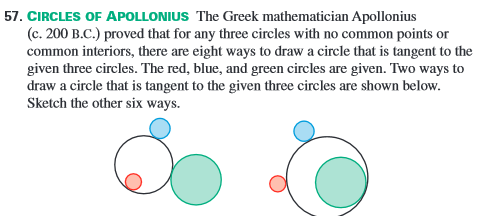 57. CIRCLES OF APOLLONIUS The Greek mathematician Apollonius
(c. 200 B.C.) proved that for any three circles with no common points or
common interiors, there are eight ways to draw a circle that is tangent to the
given three circles. The red, blue, and green circles are given. Two ways to
draw a circle that is tangent to the given three circles are shown below.
Sketch the other six ways.